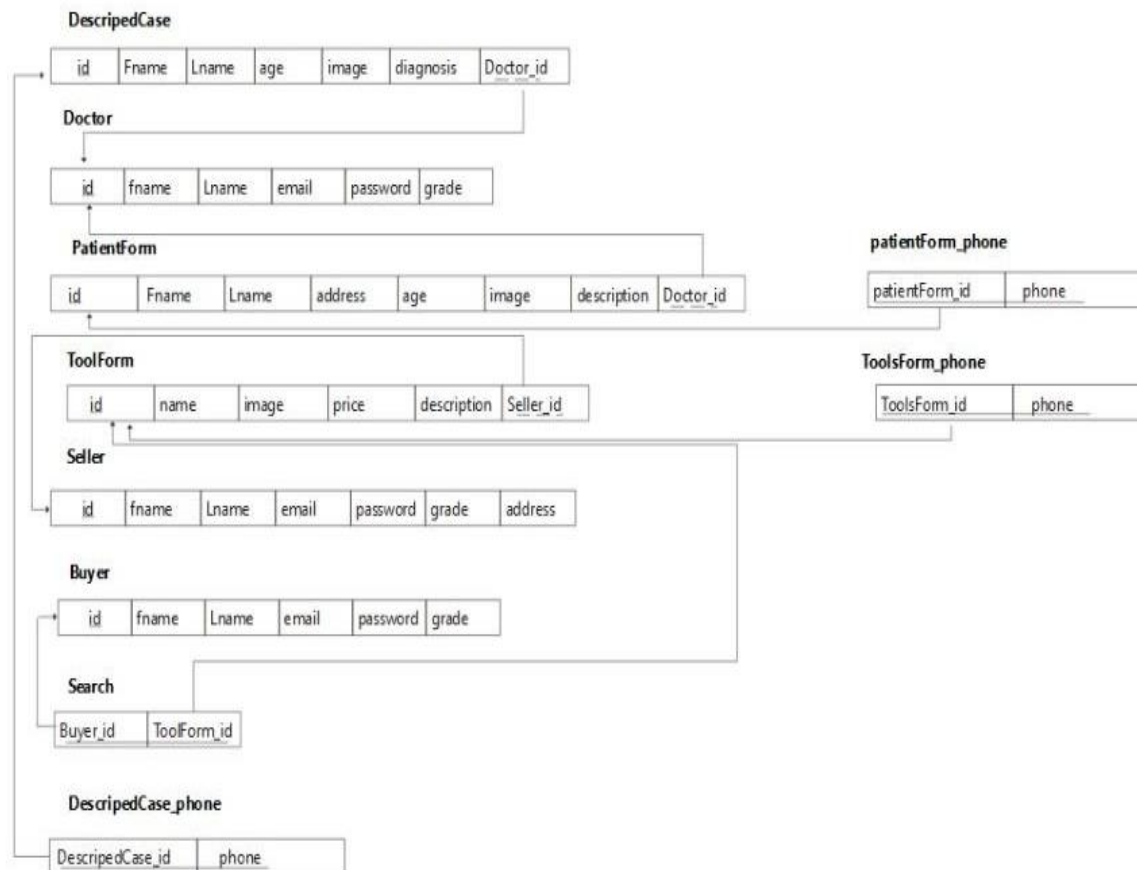 DescripedCase
id Fname Lname age image diagnosis Doctor_id
Doctor
id fname Lname email password grade
PatientForm
id Fname Lname address age image description Doctor_id
patientForm_phone
patientForm_id phone
ToolForm
id name image price description Seller_id
ToolsForm_phone
ToolsForm_id phone
Seller
id fname Lname email password grade address
Buyer
id fname Lname email password grade
Search
Buyer_id ToolForm_id
DescripedCase_phone
DescripedCase_id phone